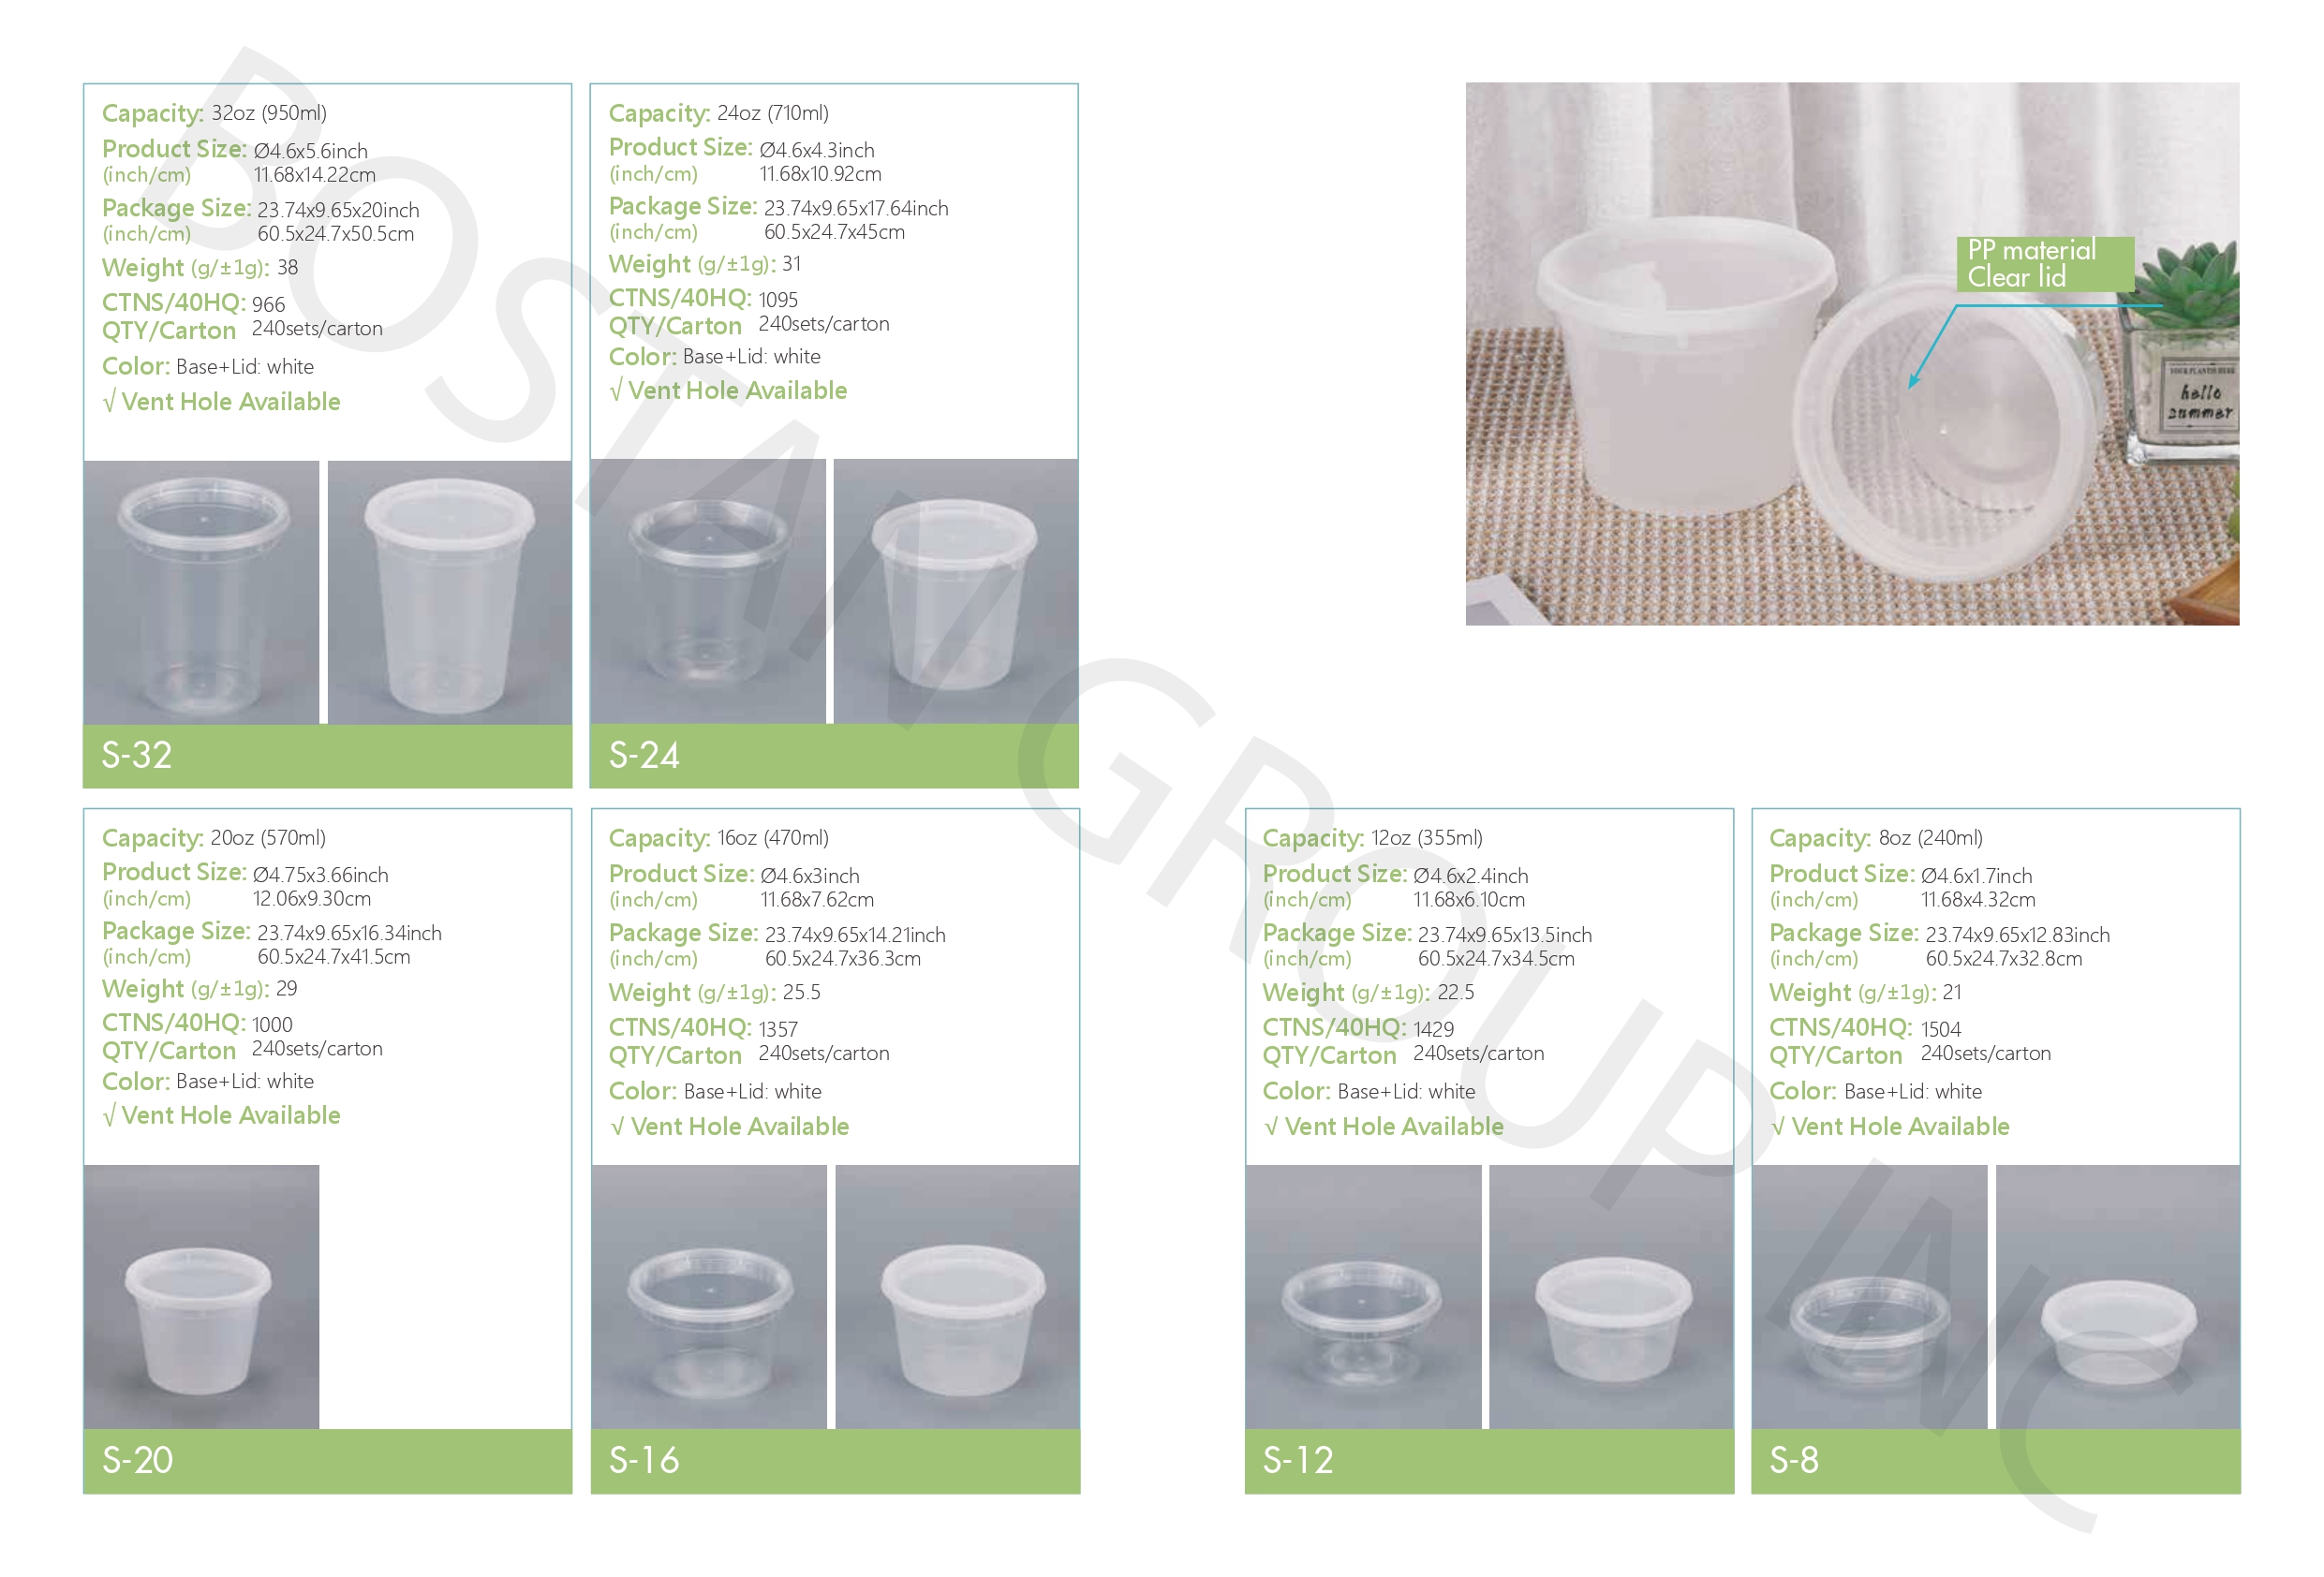 Capacity: 32oz (950ml)
Product Size: Ø4.6x5.6inch
(inch/cm) 11.68x14.22cm
Package Size: 23.74x9.65x20inch
(inch/cm) 60.5x24.7x50.5cm
Weight (g/±1g): 38
CTNS/40HQ: 966
QTY/Carton 240sets/carton
Color: Base+Lid: white
√ Vent Hole Available
S-32
Capacity: 24oz (710ml)
Product Size: Ø4.6x4.3inch
(inch/cm) 11.68x10.92cm
Package Size: 23.74x9.65x17.64inch
(inch/cm) 60.5x24.7x45cm
Weight (g/±1g): 31
CTNS/40HQ: 1095
QTY/Carton 240sets/carton
Color: Base+Lid: white
√ Vent Hole Available
S-24
PP material
Clear lid
YOUR PLANTS HERE
hello
summer
Capacity: 20oz (570ml)
Product Size: Ø4.75x3.66inch
(inch/cm) 12.06x9.30cm
Package Size: 23.74x9.65x16.34inch
(inch/cm) 60.5x24.7x41.5cm
Weight (g/±1g): 29
CTNS/40HQ: 1000
QTY/Carton 240sets/carton
Color: Base+Lid: white
√ Vent Hole Available
S-20
Capacity: 16oz (470ml)
Product Size: Ø4.6x3inch
(inch/cm) 11.68x7.62cm
Package Size: 23.74x9.65x14.21inch
(inch/cm) 60.5x24.7x36.3cm
Weight (g/±1g): 25.5
CTNS/40HQ: 1357
QTY/Carton 240sets/carton
Color: Base+Lid: white
√ Vent Hole Available
S-16
Capacity: 12oz (355ml)
Product Size: Ø4.6x2.4inch
(inch/cm) 11.68x6.10cm
Package Size: 23.74x9.65x13.5inch
(inch/cm) 60.5x24.7x34.5cm
Weight (g/±1g): 22.5
CTNS/40HQ: 1429
QTY/Carton 240sets/carton
Color: Base+Lid: white
√ Vent Hole Available
S-12
Capacity: 8oz (240ml)
Product Size: Ø4.6x1.7inch
(inch/cm) 11.68x4.32cm
Package Size: 23.74x9.65x12.83inch
(inch/cm) 60.5x24.7x32.8cm
Weight (g/±1g): 21
CTNS/40HQ: 1504
QTY/Carton 240sets/carton
Color: Base+Lid: white
√ Vent Hole Available
S-8
BOSTAN GROUP INC